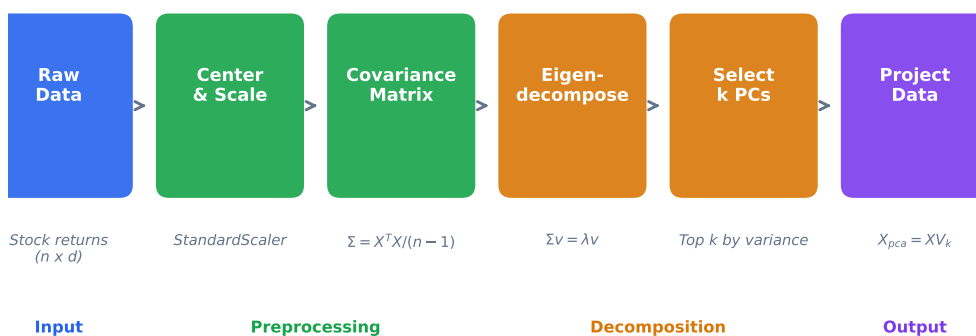 Raw
Data
Center
& Scale
Covariance
Matrix
Eigen-
decompose
Select
k PCs
Project
Data
Stock returns
(n x d)
StandardScaler
Σ = XᵀX/(n − 1)
Σv = λv
Top k by variance
X_pca = XV_k
Input
Preprocessing
Decomposition
Output